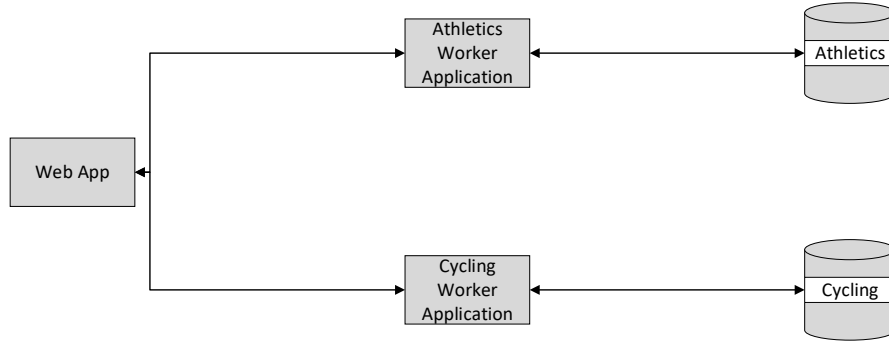 Athletics
Worker
Application
Athletics
Web App
Cycling
Worker
Application
Cycling